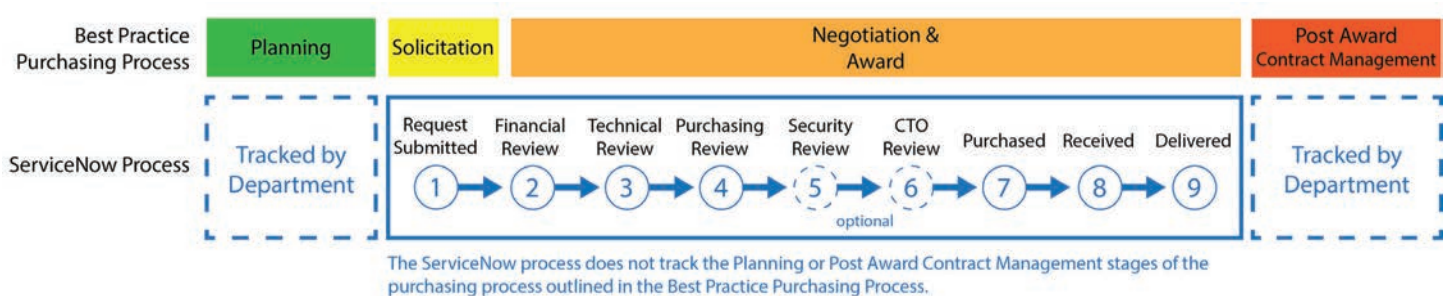 Best Practice
Purchasing Process
Planning
Solicitation
Negotiation &
Award
Post Award
Contract Management
ServiceNow Process
Tracked by
Department
Request
Submitted
Financial
Review
Technical
Review
Purchasing
Review
Security
Review
CTO
Review
Purchased
Received
Delivered
1
2
3
4
5
6
7
8
9
optional
Tracked by
Department
The ServiceNow process does not track the Planning or Post Award Contract Management stages of the
purchasing process outlined in the Best Practice Purchasing Process.